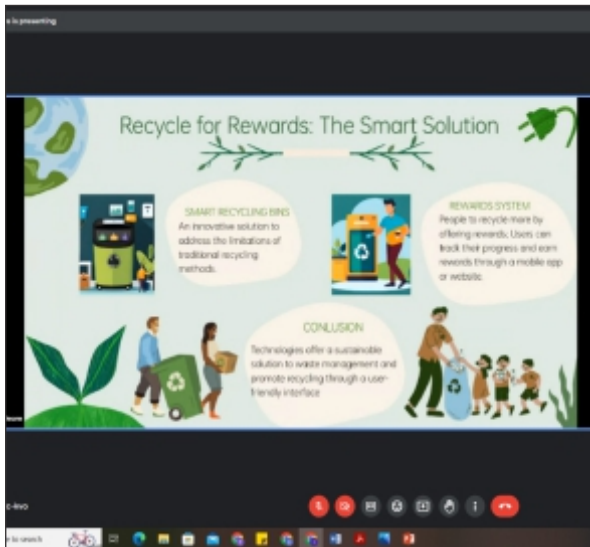 is presenting
Recycle for Rewards: The Smart Solution
SMART RECYCLING BINS
An innovative solution to
address the limitations of
traditional recycling
methods.
REWARDS SYSTEM
People to recycle more by
offering rewards; Users can
track their progress and earn
rewards through a mobile app
or website.
CONLUSION
Technologies offer a sustainable
solution to waste management and
promote recycling through a user-
friendly interface
to search